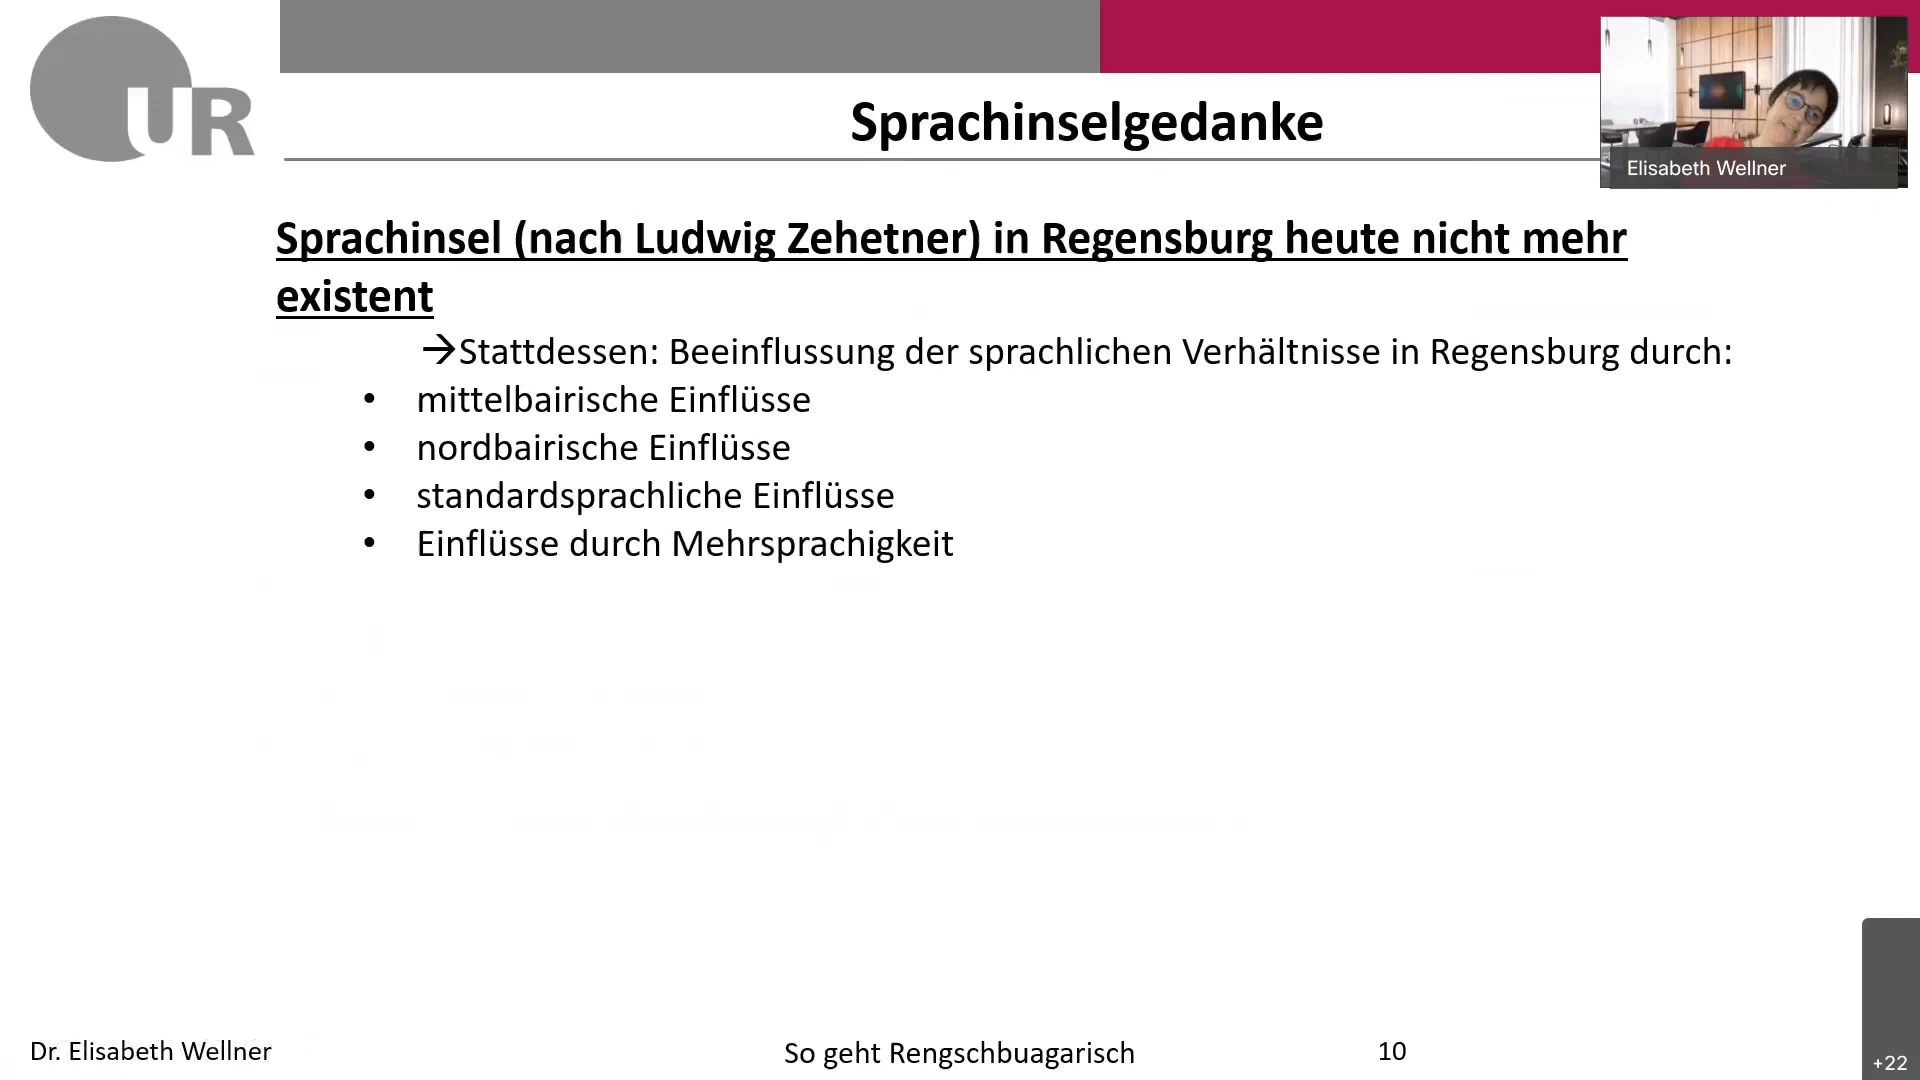 UR
Sprachinselgedanke
Elisabeth Wellner
Sprachinsel (nach Ludwig Zehetner) in Regensburg heute nicht mehr
existent
→Stattdessen: Beeinflussung der sprachlichen Verhältnisse in Regensburg durch:
• mittelbairische Einflüsse
• nordbairische Einflüsse
• standardsprachliche Einflüsse
• Einflüsse durch Mehrsprachigkeit
Dr. Elisabeth Wellner
So geht Rengschbuagarisch
10
+22